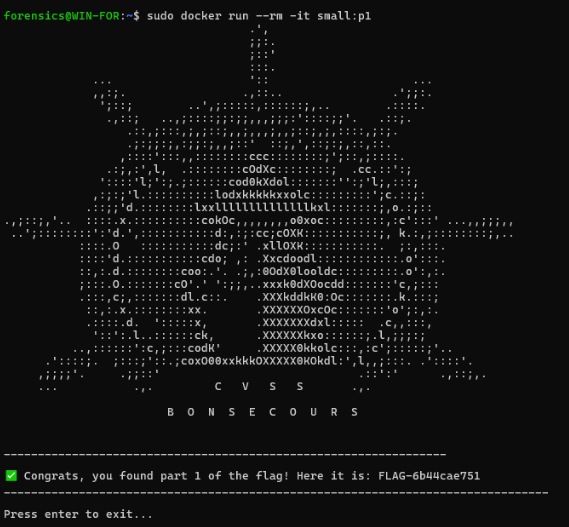 forensics@WIN-FOR:~$ sudo docker run --rm -it small:p1
C V S S
B O N S E C O U R S
------------------------------------------------------------
✅ Congrats, you found part 1 of the flag! Here it is: FLAG-6b44cae751
--------------------------------------------------------------------------
Press enter to exit...